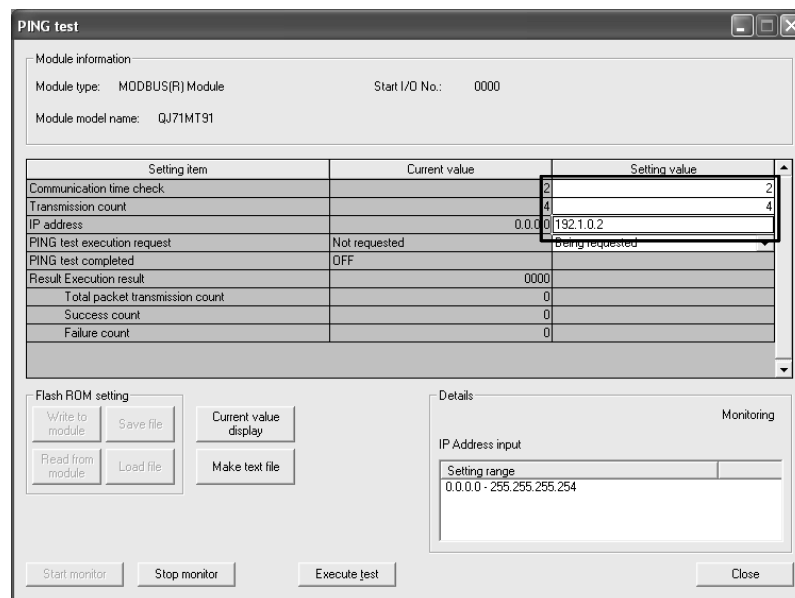 PING test
Module information
Module type: MODBUS(R) Module Start I/O No.: 0000
Module model name: QJ71MT91
Setting item Current value Setting value
Communication time check 2 2
Transmission count 4 4
IP address 0.0.0.0 192.1.0.2
PING test execution request Not requested Being requested
PING test completed OFF
Result Execution result 0000
Total packet transmission count 0
Success count 0
Failure count 0
Flash ROM setting
Write to module
Save file
Current value display
Read from module
Load file
Make text file
Details
Monitoring
IP Address input
Setting range
0.0.0.0 - 255.255.255.254
Start monitor Stop monitor Execute test Close